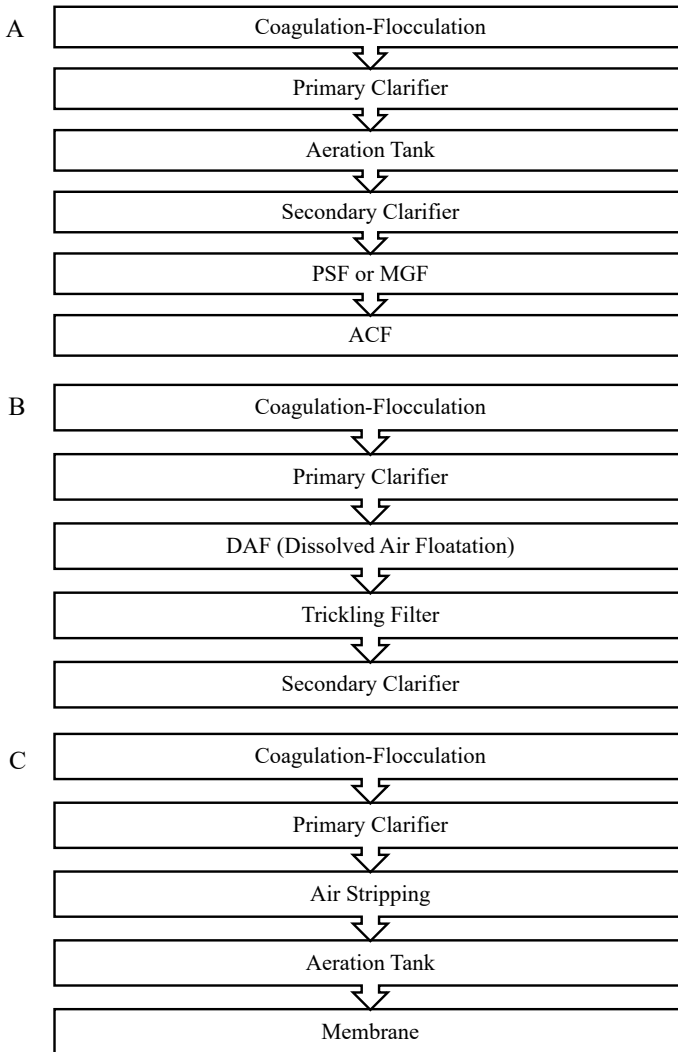 A
Coagulation-Flocculation
Primary Clarifier
Aeration Tank
Secondary Clarifier
PSF or MGF
ACF
B
Coagulation-Flocculation
Primary Clarifier
DAF (Dissolved Air Floatation)
Trickling Filter
Secondary Clarifier
C
Coagulation-Flocculation
Primary Clarifier
Air Stripping
Aeration Tank
Membrane